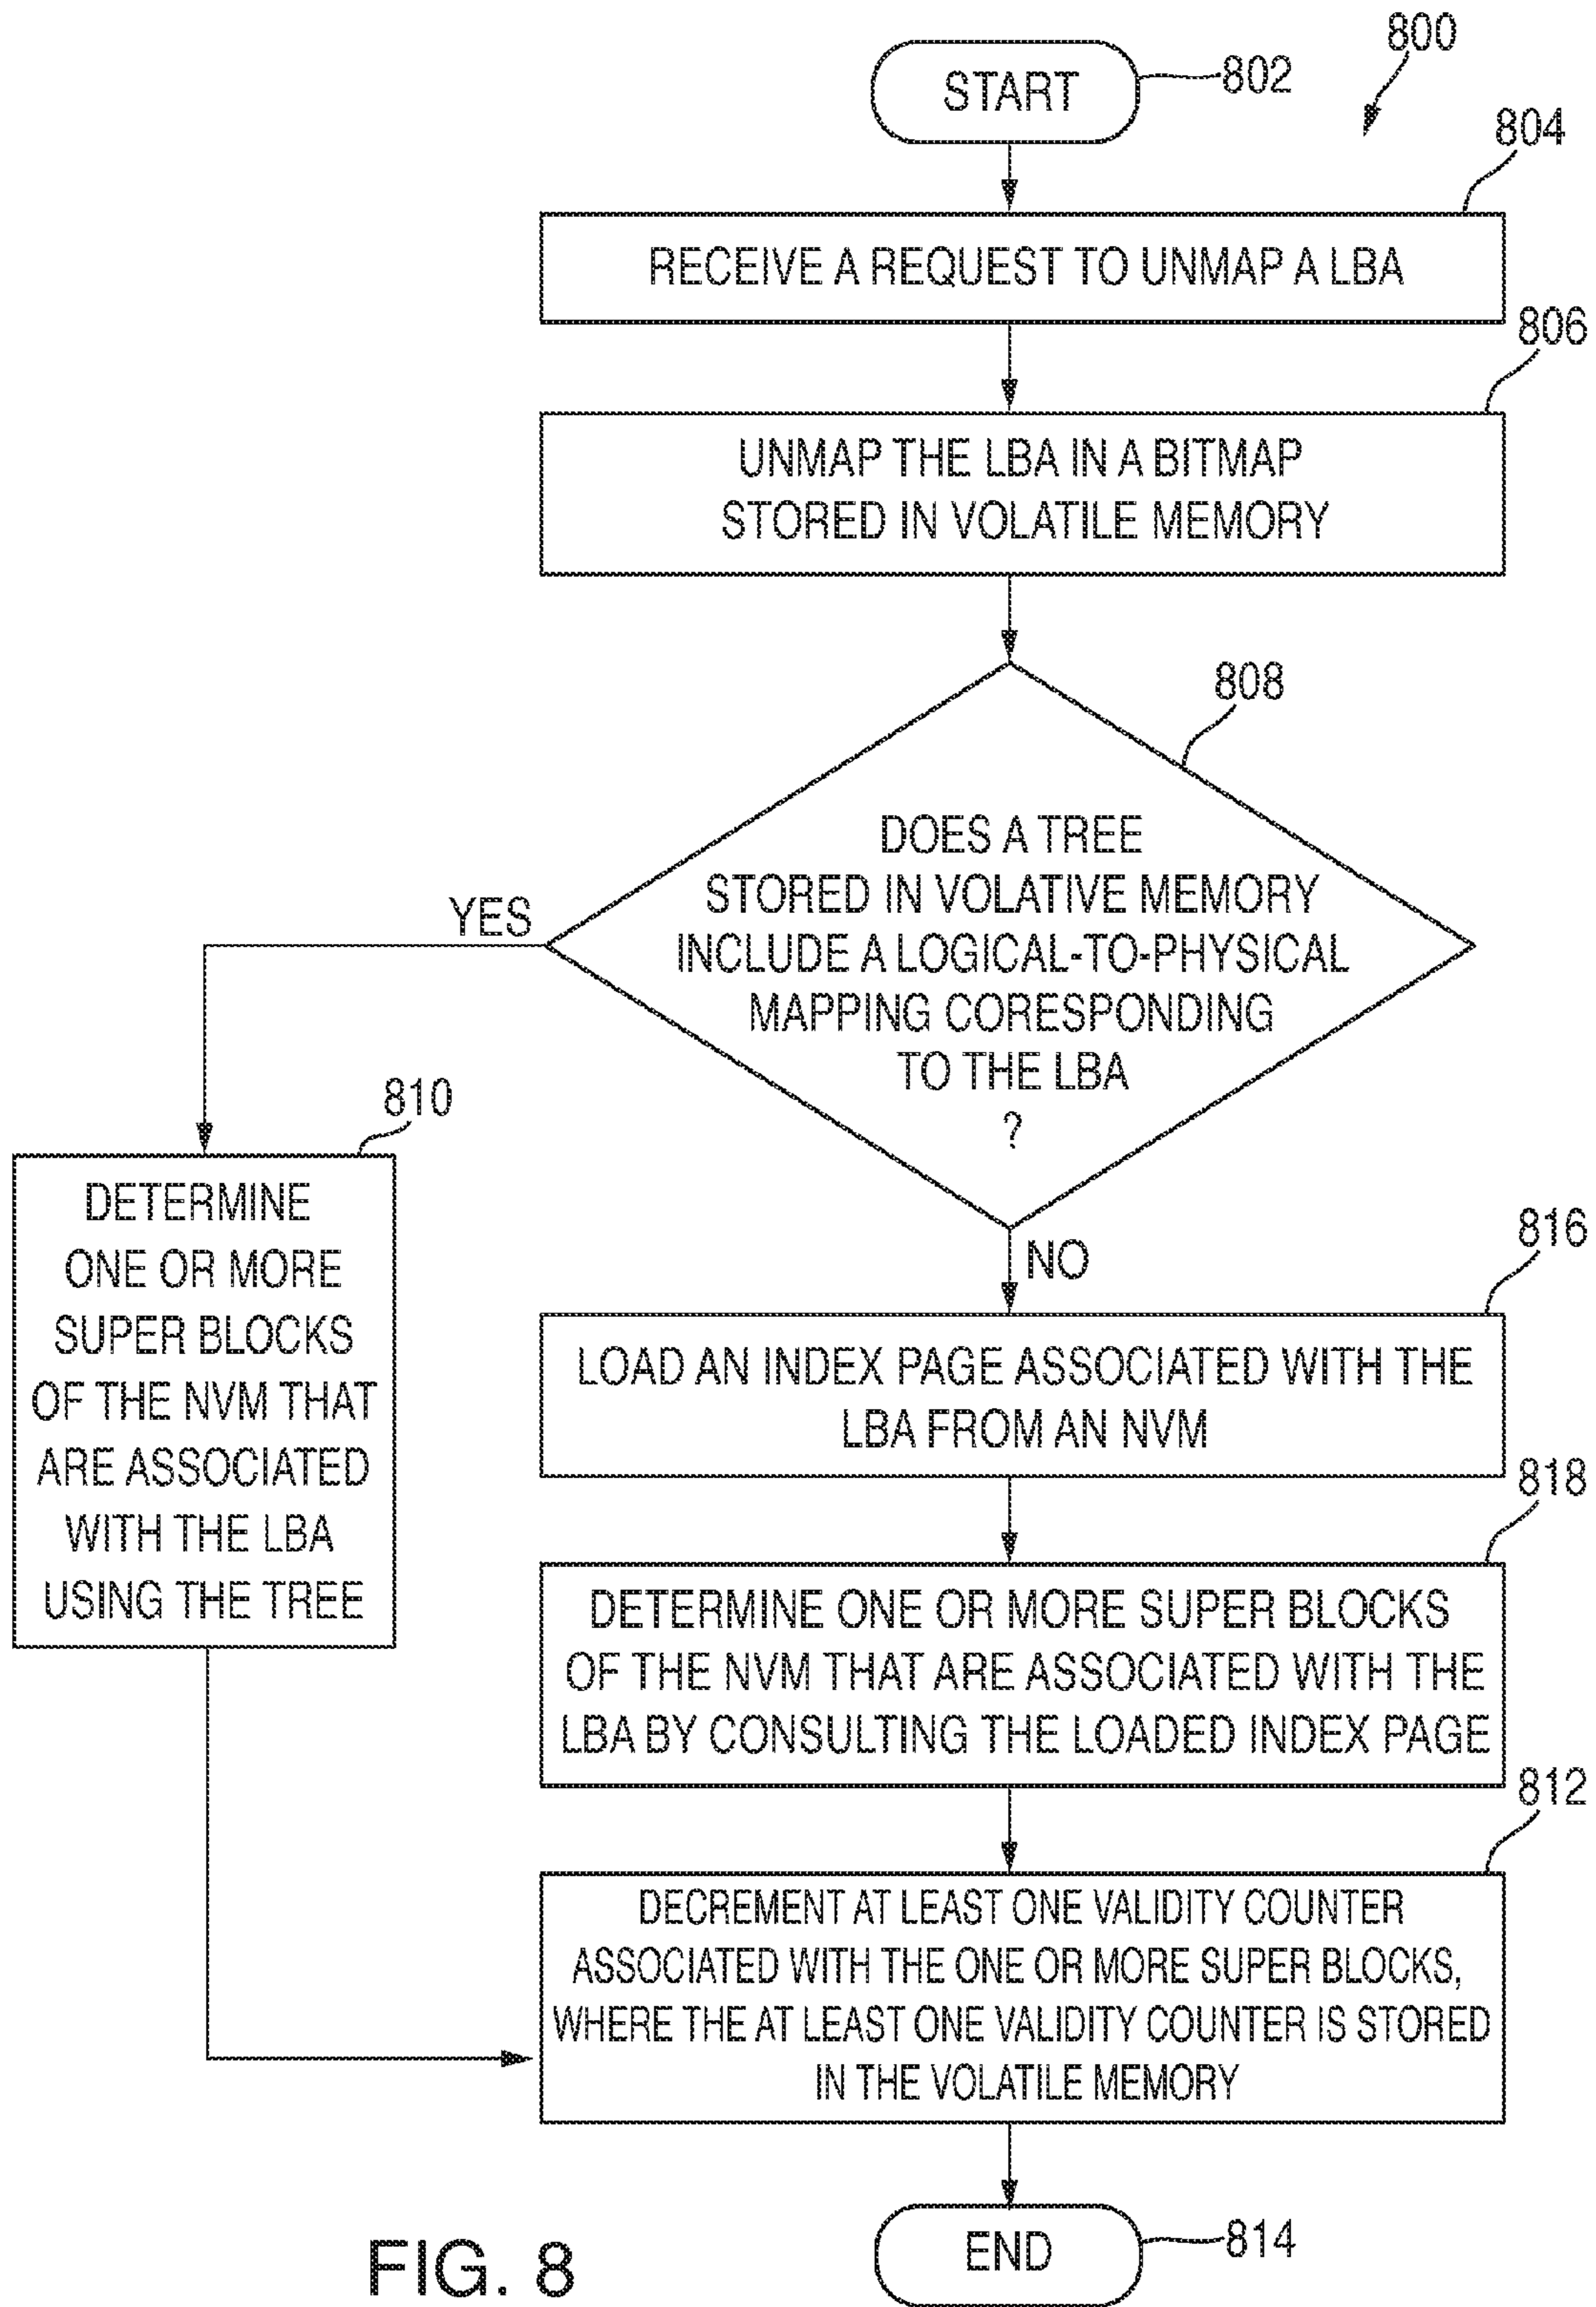 800
START
802
804
RECEIVE A REQUEST TO UNMAP A LBA
806
UNMAP THE LBA IN A BITMAP
STORED IN VOLATILE MEMORY
808
DOES A TREE
STORED IN VOLATIVE MEMORY
INCLUDE A LOGICAL-TO-PHYSICAL
MAPPING CORESPONDING
TO THE LBA
?
YES
810
DETERMINE
ONE OR MORE
SUPER BLOCKS
OF THE NVM THAT
ARE ASSOCIATED
WITH THE LBA
USING THE TREE
NO
816
LOAD AN INDEX PAGE ASSOCIATED WITH THE
LBA FROM AN NVM
818
DETERMINE ONE OR MORE SUPER BLOCKS
OF THE NVM THAT ARE ASSOCIATED WITH THE
LBA BY CONSULTING THE LOADED INDEX PAGE
812
DECREMENT AT LEAST ONE VALIDITY COUNTER
ASSOCIATED WITH THE ONE OR MORE SUPER BLOCKS,
WHERE THE AT LEAST ONE VALIDITY COUNTER IS STORED
IN THE VOLATILE MEMORY
END
814
FIG. 8